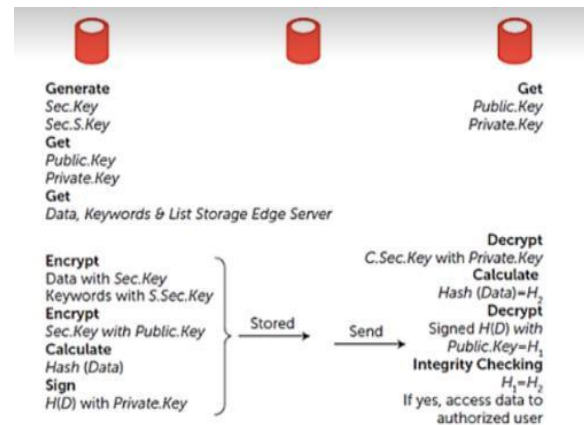 Generate
Sec.Key
Sec.S.Key
Get
Public.Key
Private.Key
Get
Data, Keywords & List Storage Edge Server
Encrypt
Data with Sec.Key
Keywords with S.Sec.Key
Encrypt
Sec.Key with Public.Key
Calculate
Hash (Data)
Sign
H(D) with Private.Key
Stored
Send
Get
Public.Key
Private.Key
Decrypt
C.Sec.Key with Private.Key
Calculate
Hash (Data)=H₂
Decrypt
Signed H(D) with
Public.Key=H₁
Integrity Checking
H₁=H₂
If yes, access data to
authorized user